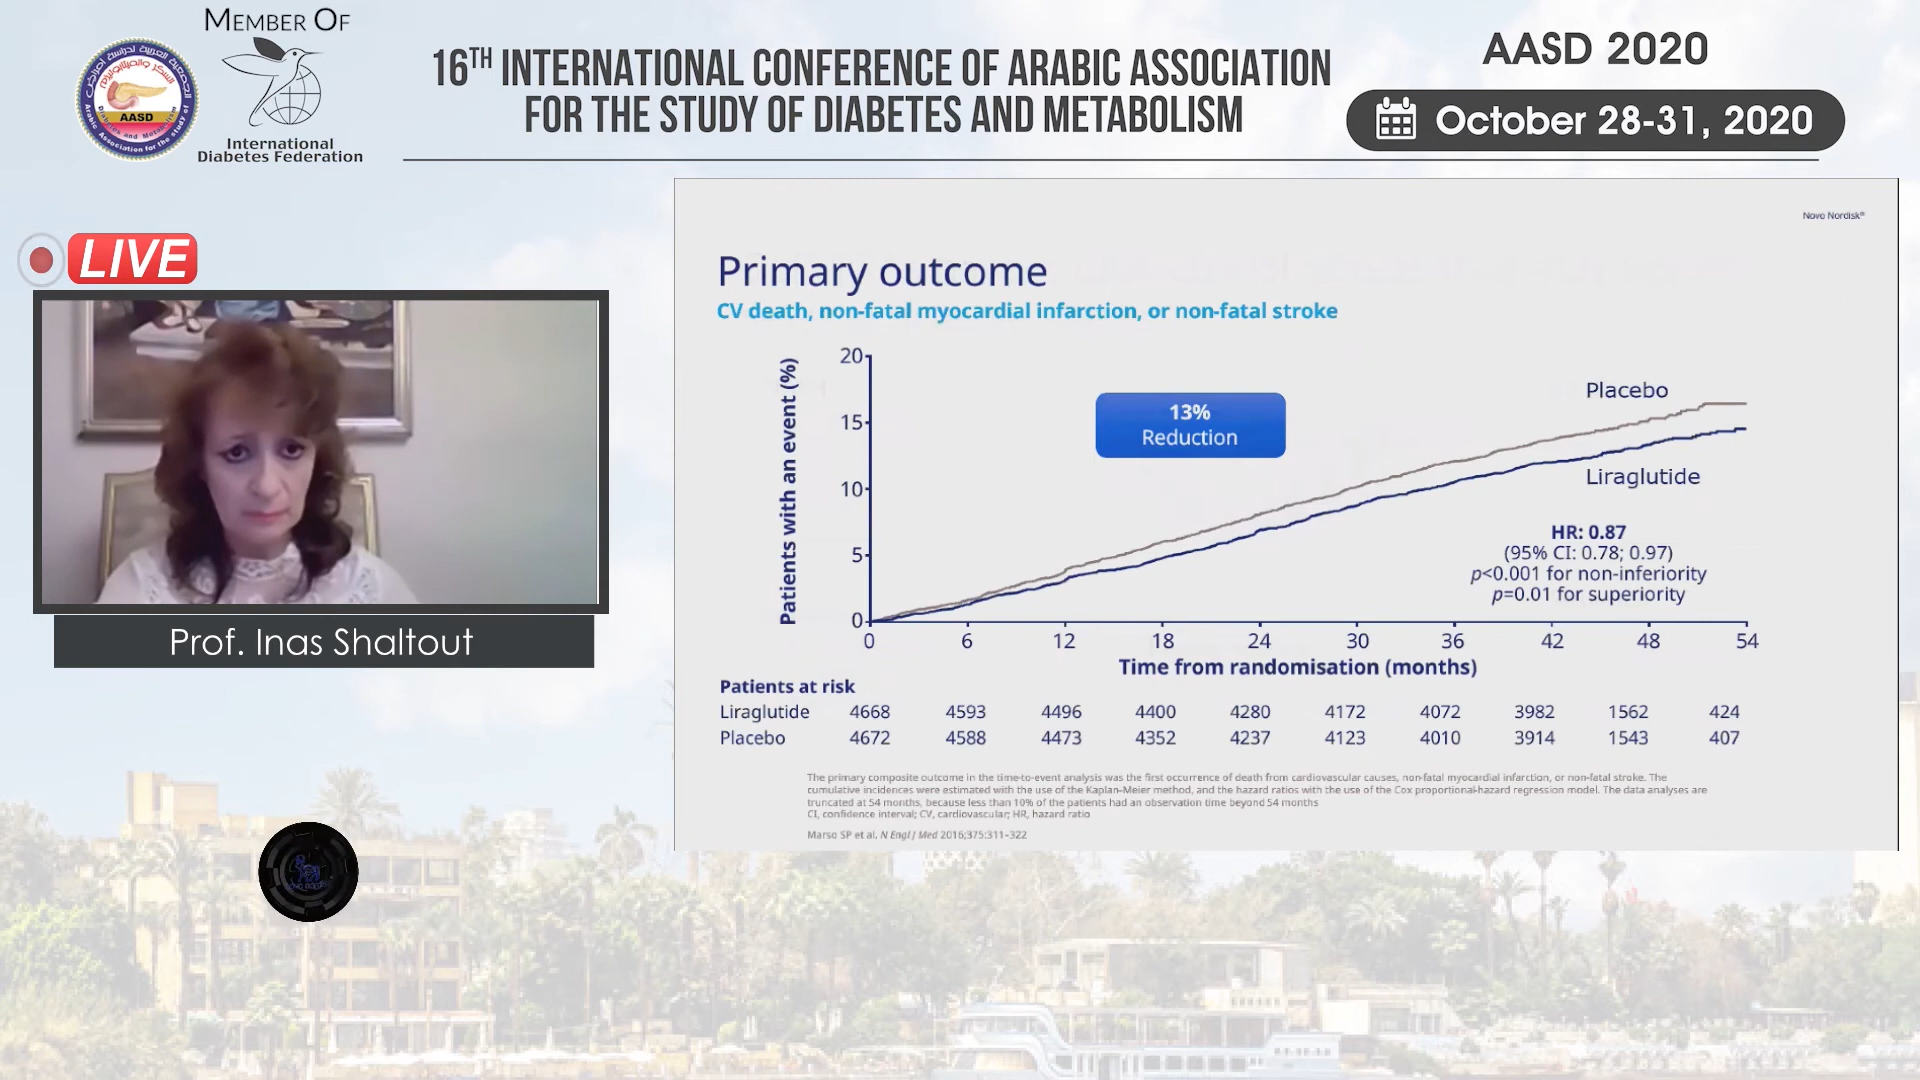 MEMBER OF
AASD
International
Diabetes Federation
16TH INTERNATIONAL CONFERENCE OF ARABIC ASSOCIATION
FOR THE STUDY OF DIABETES AND METABOLISM
AASD 2020
October 28-31, 2020
LIVE
Prof. Inas Shaltout
Novo Nordisk®
Primary outcome
CV death, non-fatal myocardial infarction, or non-fatal stroke
Patients with an event (%)
20
15
10
5
0
13%
Reduction
Placebo
Liraglutide
HR: 0.87
(95% CI: 0.78; 0.97)
p<0.001 for non-inferiority
p=0.01 for superiority
0 6 12 18 24 30 36 42 48 54
Time from randomisation (months)
Patients at risk
Liraglutide 4668 4593 4496 4400 4280 4172 4072 3982 1562 424
Placebo 4672 4588 4473 4352 4237 4123 4010 3914 1543 407
The primary composite outcome in the time-to-event analysis was the first occurrence of death from cardiovascular causes, non-fatal myocardial infarction, or non-fatal stroke. The
cumulative incidences were estimated with the use of the Kaplan–Meier method, and the hazard ratios with the use of the Cox proportional-hazard regression model. The data analyses are
truncated at 54 months, because less than 10% of the patients had an observation time beyond 54 months
CI, confidence interval; CV, cardiovascular; HR, hazard ratio
Marso SP et al. N Engl J Med 2016;375:311–322